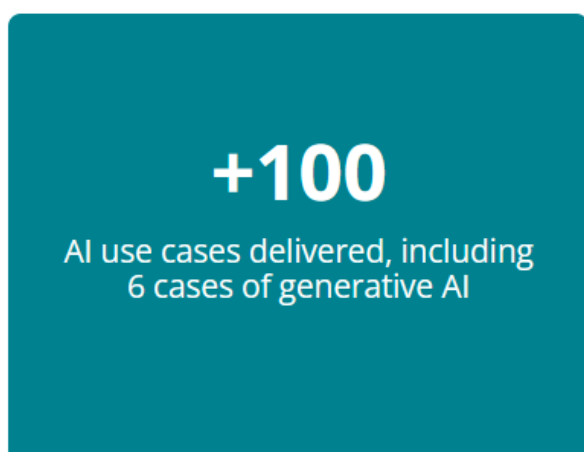 +100
AI use cases delivered, including
6 cases of generative AI